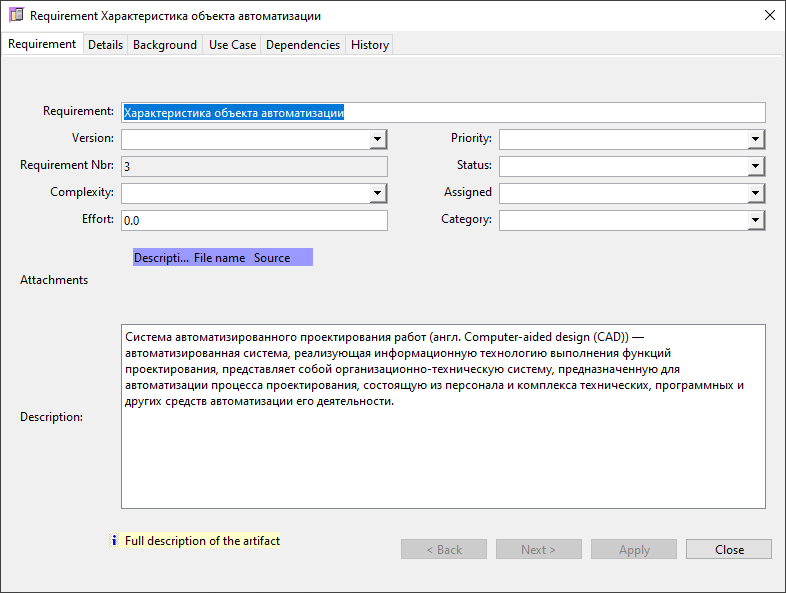 Requirement Характеристика объекта автоматизации
Requirement Details Background Use Case Dependencies History
Requirement: Характеристика объекта автоматизации
Version: Priority:
Requirement Nbr: 3 Status:
Complexity: Assigned
Effort: 0.0 Category:
Descripti... File name Source
Attachments
Система автоматизированного проектирования работ (англ. Computer-aided design (CAD)) —
автоматизированная система, реализующая информационную технологию выполнения функций
проектирования, представляет собой организационно-техническую систему, предназначенную для
автоматизации процесса проектирования, состоящую из персонала и комплекса технических, программных и
других средств автоматизации его деятельности.
Description:
Full description of the artifact
< Back Next > Apply Close